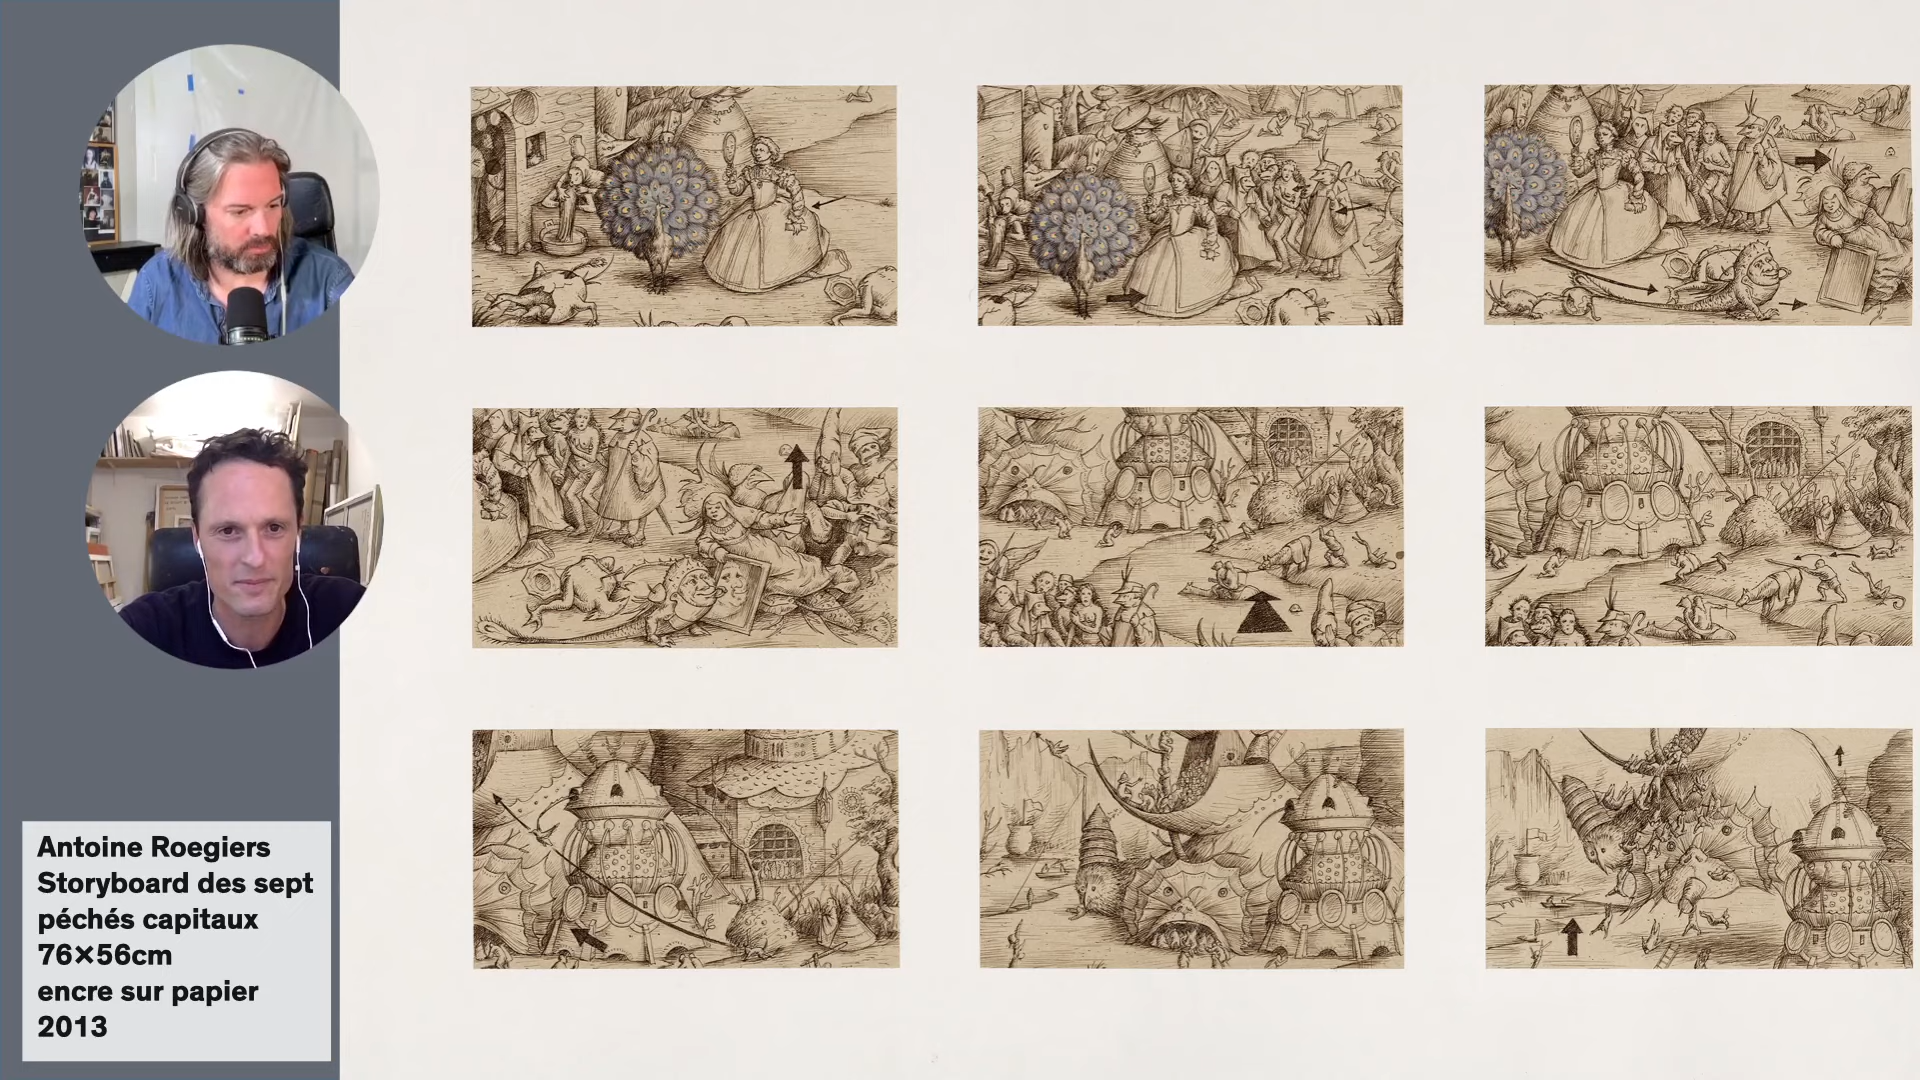 Antoine Roegiers
Storyboard des sept
péchés capitaux
76×56cm
encre sur papier
2013